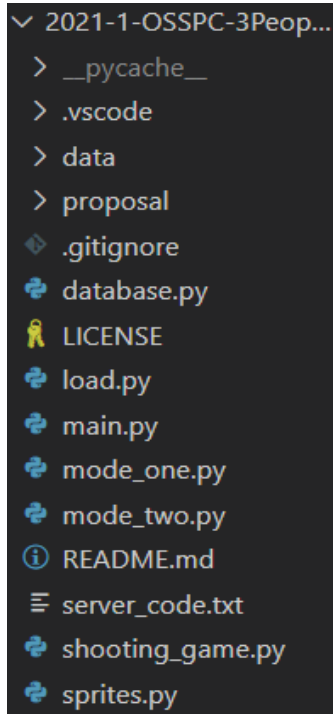 2021-1-OSSPC-3Peop...
__pycache__
.vscode
data
proposal
.gitignore
database.py
LICENSE
load.py
main.py
mode_one.py
mode_two.py
README.md
server_code.txt
shooting_game.py
sprites.py